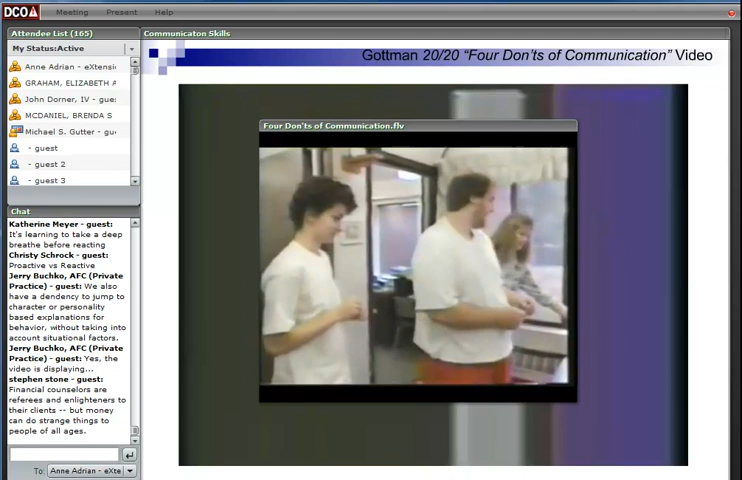 DCO
Meeting Present Help
Attendee List (165)
My Status:Active
Anne Adrian - eXtensi
GRAHAM, ELIZABETH A
John Dorner, IV - gue
MCDANIEL, BRENDA S
Michael S. Gutter - gu
- guest
- guest 2
- guest 3
Chat
Katherine Meyer - guest:
It's learning to take a deep
breathe before reacting
Christy Schrock - guest:
Proactive vs Reactive
Jerry Buchko, AFC (Private
Practice) - guest: We also
have a dendency to jump to
character or personality
based explanations for
behavior, without taking into
account situational factors.
Jerry Buchko, AFC (Private
Practice) - guest: Yes, the
video is displaying...
stephen stone - guest:
Financial counselors are
referees and enlighteners to
their clients -- but money
can do strange things to
people of all ages.
To: Anne Adrian - eXte
Communicaton Skills
Gottman 20/20 “Four Don’ts of Communication” Video
Four Don'ts of Communication.flv